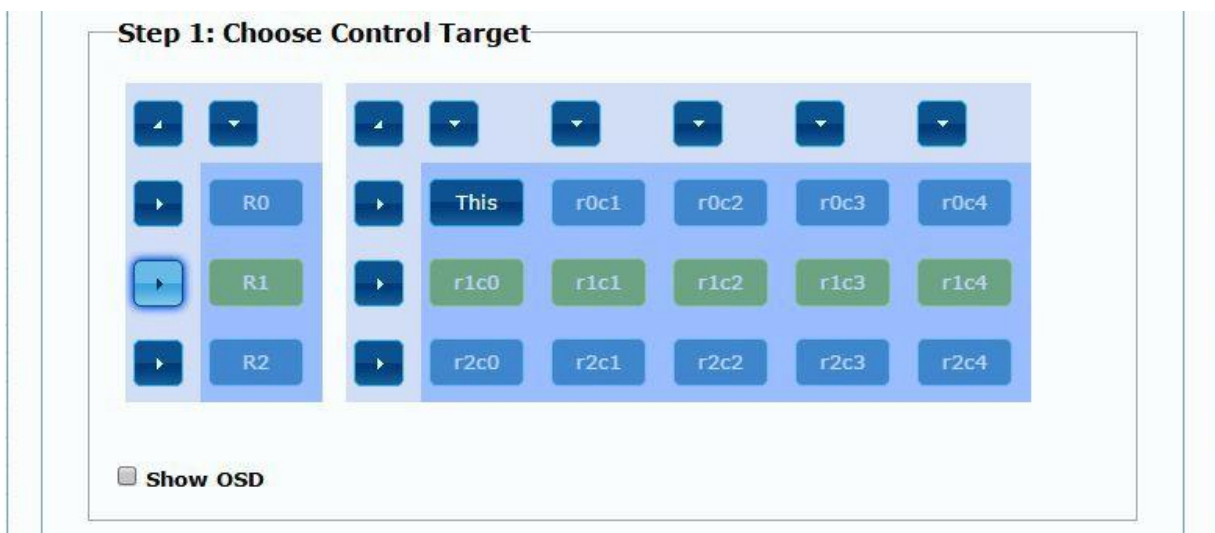 Step 1: Choose Control Target
R0 This r0c1 r0c2 r0c3 r0c4
R1 r1c0 r1c1 r1c2 r1c3 r1c4
R2 r2c0 r2c1 r2c2 r2c3 r2c4
Show OSD